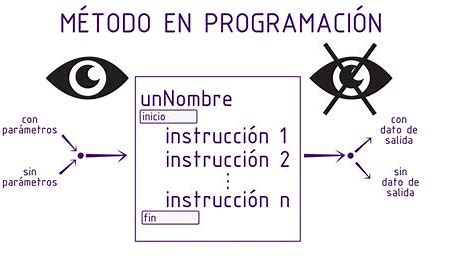 MÉTODO EN PROGRAMACIÓN
con
parámetros
sin
parámetros
unNombre
inicio
instrucción 1
instrucción 2
⋮
instrucción n
fin
con
dato de
salida
sin
dato de
salida